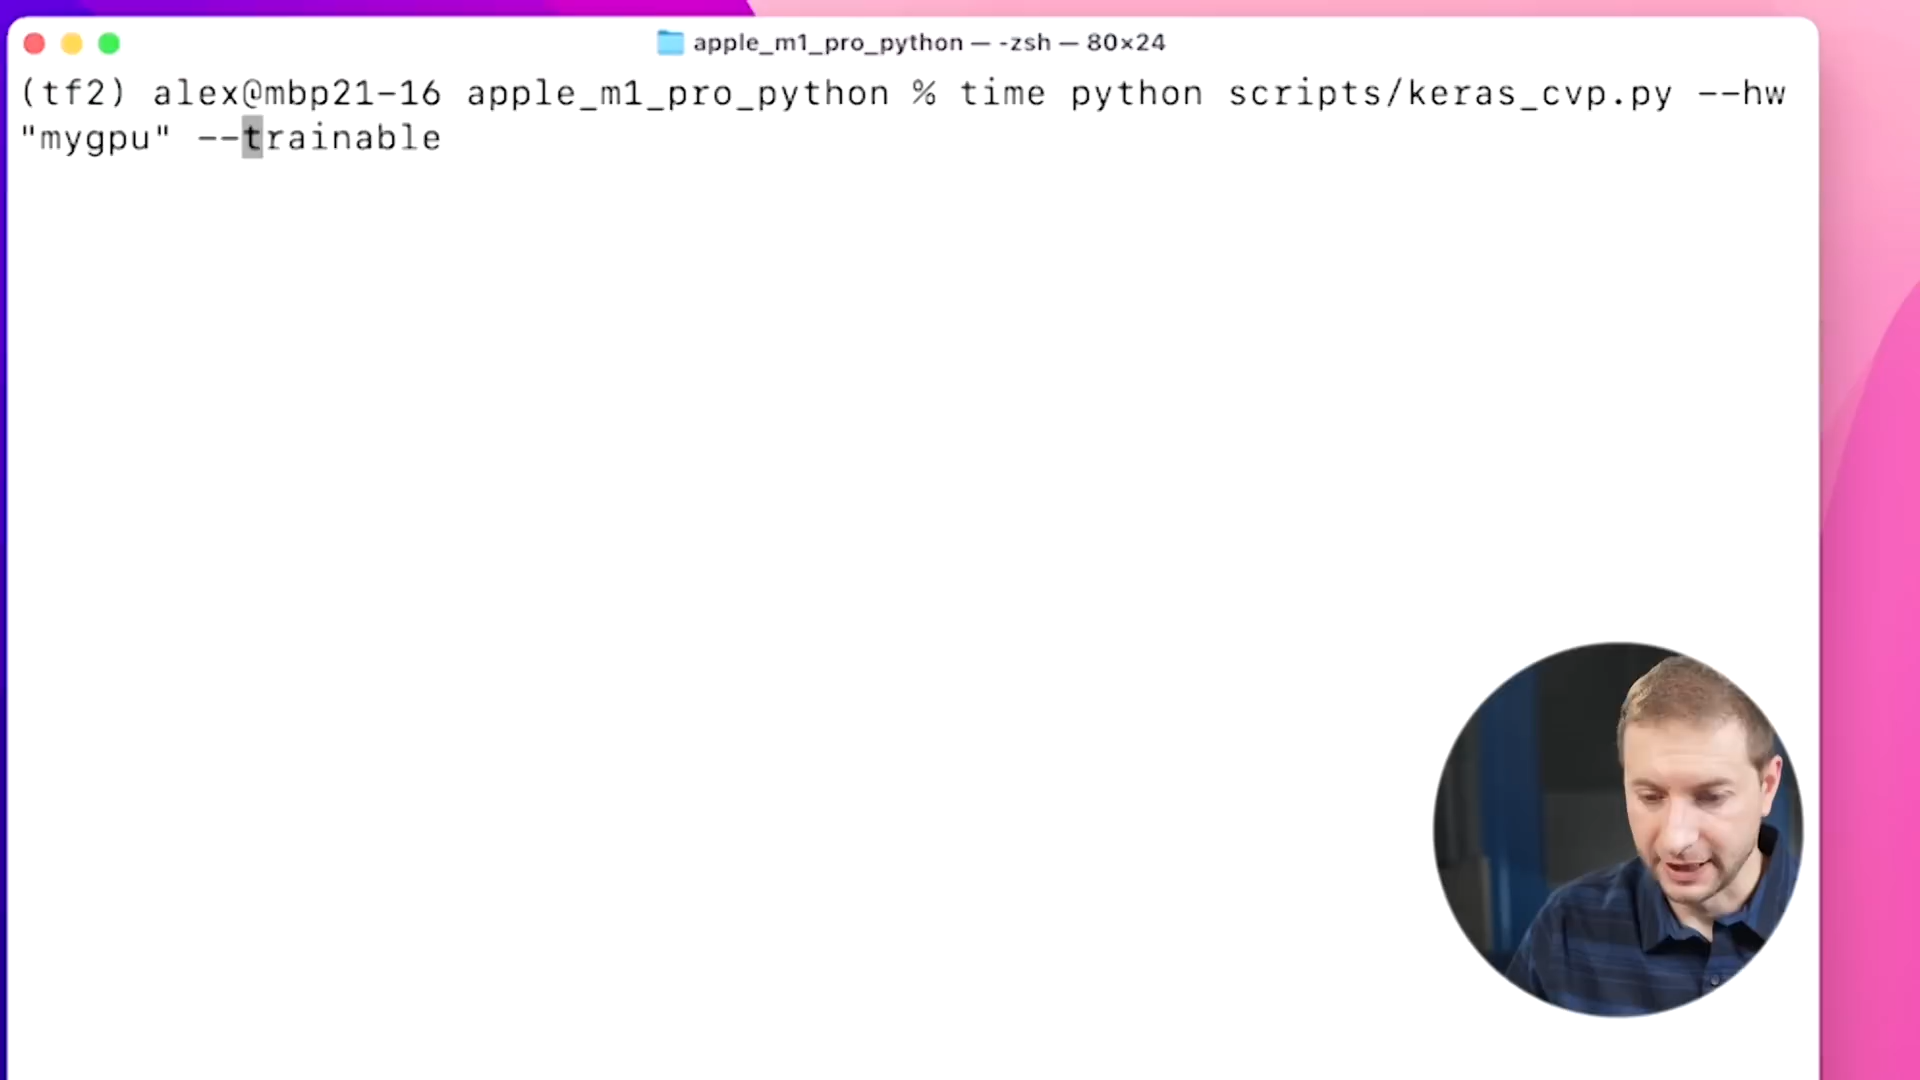 apple_m1_pro_python — -zsh — 80×24
(tf2) alex@mbp21-16 apple_m1_pro_python % time python scripts/keras_cvp.py --hw
"mygpu" --trainable